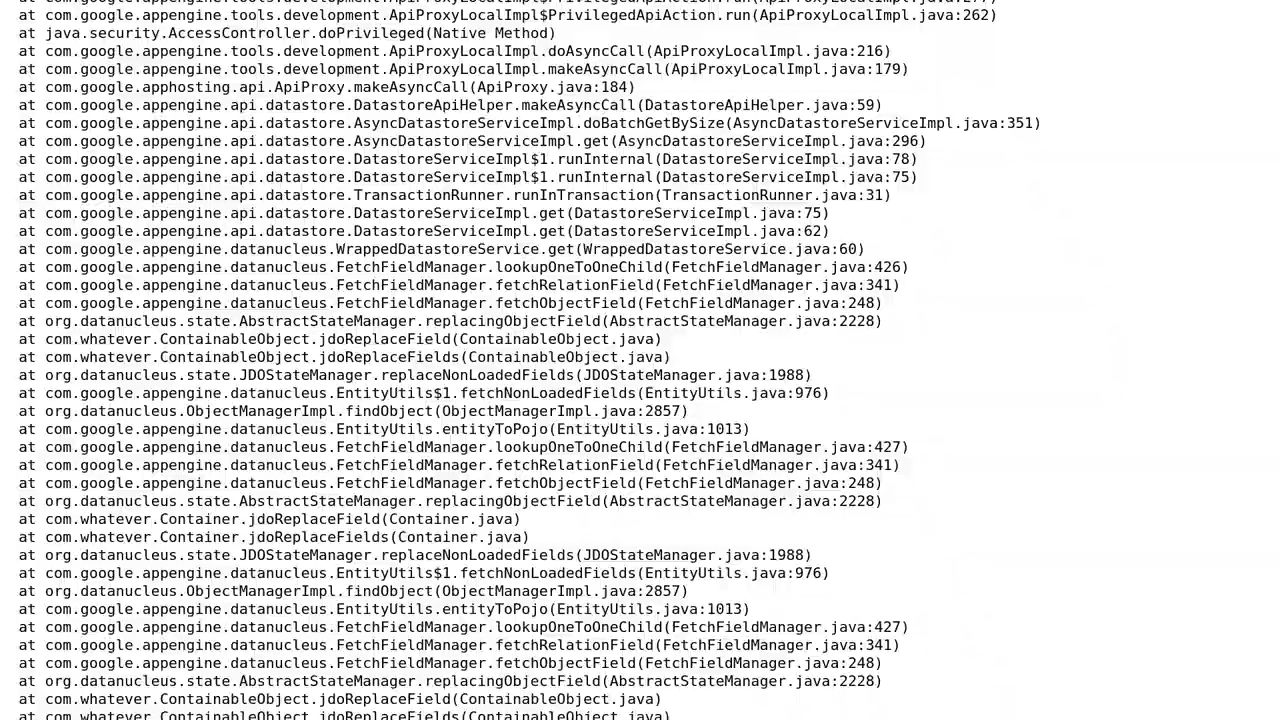 at com.google.appengine.tools.development.ApiProxyLocalImpl$PrivilegedApiAction.run(ApiProxyLocalImpl.java:262)
at java.security.AccessController.doPrivileged(Native Method)
at com.google.appengine.tools.development.ApiProxyLocalImpl.doAsyncCall(ApiProxyLocalImpl.java:216)
at com.google.appengine.tools.development.ApiProxyLocalImpl.makeAsyncCall(ApiProxyLocalImpl.java:179)
at com.google.apphosting.api.ApiProxy.makeAsyncCall(ApiProxy.java:184)
at com.google.appengine.api.datastore.DatastoreApiHelper.makeAsyncCall(DatastoreApiHelper.java:59)
at com.google.appengine.api.datastore.AsyncDatastoreServiceImpl.doBatchGetBySize(AsyncDatastoreServiceImpl.java:351)
at com.google.appengine.api.datastore.AsyncDatastoreServiceImpl.get(AsyncDatastoreServiceImpl.java:296)
at com.google.appengine.api.datastore.DatastoreServiceImpl$1.runInternal(DatastoreServiceImpl.java:78)
at com.google.appengine.api.datastore.DatastoreServiceImpl$1.runInternal(DatastoreServiceImpl.java:75)
at com.google.appengine.api.datastore.TransactionRunner.runInTransaction(TransactionRunner.java:31)
at com.google.appengine.api.datastore.DatastoreServiceImpl.get(DatastoreServiceImpl.java:75)
at com.google.appengine.api.datastore.DatastoreServiceImpl.get(DatastoreServiceImpl.java:62)
at com.google.appengine.datanucleus.WrappedDatastoreService.get(WrappedDatastoreService.java:60)
at com.google.appengine.datanucleus.FetchFieldManager.lookupOneToOneChild(FetchFieldManager.java:426)
at com.google.appengine.datanucleus.FetchFieldManager.fetchRelationField(FetchFieldManager.java:341)
at com.google.appengine.datanucleus.FetchFieldManager.fetchObjectField(FetchFieldManager.java:248)
at org.datanucleus.state.AbstractStateManager.replacingObjectField(AbstractStateManager.java:2228)
at com.whatever.ContainableObject.jdoReplaceField(ContainableObject.java)
at com.whatever.ContainableObject.jdoReplaceFields(ContainableObject.java)
at org.datanucleus.state.JDOStateManager.replaceNonLoadedFields(JDOStateManager.java:1988)
at com.google.appengine.datanucleus.EntityUtils$1.fetchNonLoadedFields(EntityUtils.java:976)
at org.datanucleus.ObjectManagerImpl.findObject(ObjectManagerImpl.java:2857)
at com.google.appengine.datanucleus.EntityUtils.entityToPojo(EntityUtils.java:1013)
at com.google.appengine.datanucleus.FetchFieldManager.lookupOneToOneChild(FetchFieldManager.java:427)
at com.google.appengine.datanucleus.FetchFieldManager.fetchRelationField(FetchFieldManager.java:341)
at com.google.appengine.datanucleus.FetchFieldManager.fetchObjectField(FetchFieldManager.java:248)
at org.datanucleus.state.AbstractStateManager.replacingObjectField(AbstractStateManager.java:2228)
at com.whatever.Container.jdoReplaceField(Container.java)
at com.whatever.Container.jdoReplaceFields(Container.java)
at org.datanucleus.state.JDOStateManager.replaceNonLoadedFields(JDOStateManager.java:1988)
at com.google.appengine.datanucleus.EntityUtils$1.fetchNonLoadedFields(EntityUtils.java:976)
at org.datanucleus.ObjectManagerImpl.findObject(ObjectManagerImpl.java:2857)
at com.google.appengine.datanucleus.EntityUtils.entityToPojo(EntityUtils.java:1013)
at com.google.appengine.datanucleus.FetchFieldManager.lookupOneToOneChild(FetchFieldManager.java:427)
at com.google.appengine.datanucleus.FetchFieldManager.fetchRelationField(FetchFieldManager.java:341)
at com.google.appengine.datanucleus.FetchFieldManager.fetchObjectField(FetchFieldManager.java:248)
at org.datanucleus.state.AbstractStateManager.replacingObjectField(AbstractStateManager.java:2228)
at com.whatever.ContainableObject.jdoReplaceField(ContainableObject.java)
at com.whatever.ContainableObject.jdoReplaceFields(ContainableObject.java)